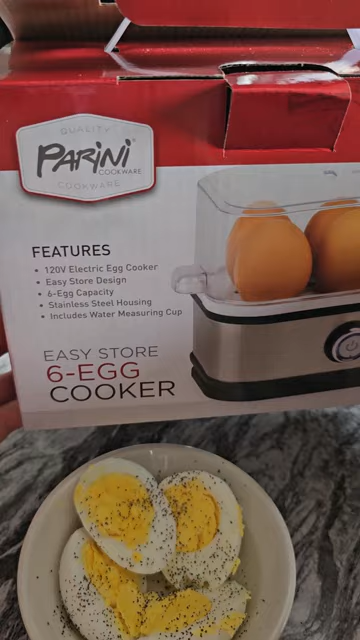 QUALITY
PARINI
COOKWARE
COOKWARE
FEATURES
• 120V Electric Egg Cooker
• Easy Store Design
• 6-Egg Capacity
• Stainless Steel Housing
• Includes Water Measuring Cup
EASY STORE
6-EGG
COOKER